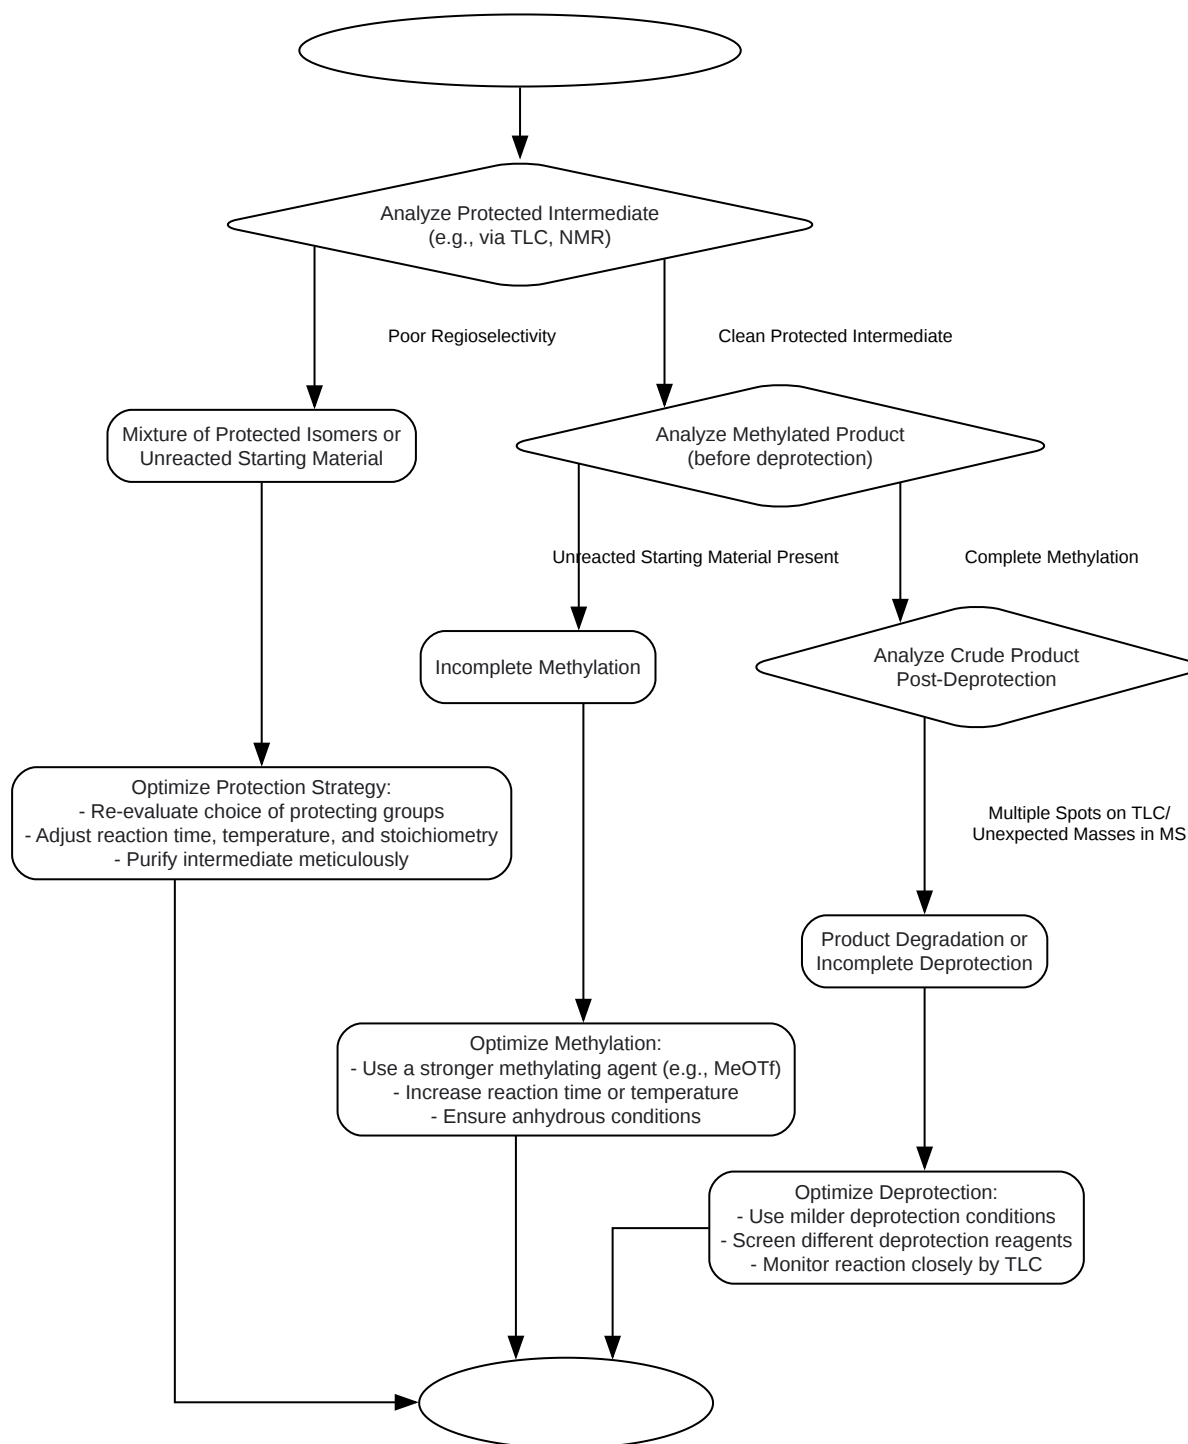 Analyze Protected Intermediate
(e.g., via TLC, NMR)
Poor Regioselectivity
Clean Protected Intermediate
Mixture of Protected Isomers or
Unreacted Starting Material
Analyze Methylated Product
(before deprotection)
Unreacted Starting Material Present
Complete Methylation
Incomplete Methylation
Analyze Crude Product
Post-Deprotection
Optimize Protection Strategy:
- Re-evaluate choice of protecting groups
- Adjust reaction time, temperature, and stoichiometry
- Purify intermediate meticulously
Multiple Spots on TLC/
Unexpected Masses in MS
Product Degradation or
Incomplete Deprotection
Optimize Methylation:
- Use a stronger methylating agent (e.g., MeOTf)
- Increase reaction time or temperature
- Ensure anhydrous conditions
Optimize Deprotection:
- Use milder deprotection conditions
- Screen different deprotection reagents
- Monitor reaction closely by TLC